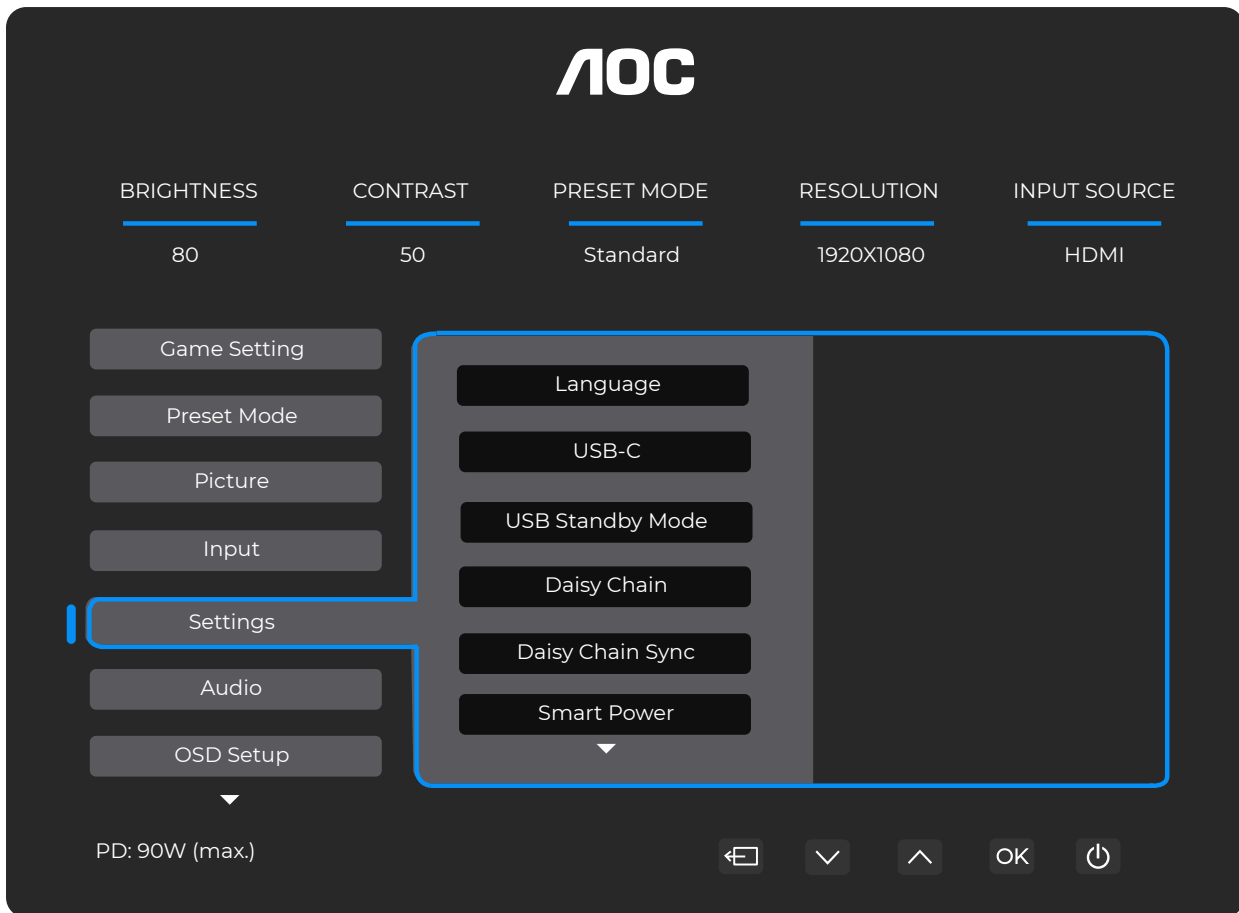 AOC
BRIGHTNESS CONTRAST PRESET MODE RESOLUTION INPUT SOURCE
80 50 Standard 1920X1080 HDMI
Game Setting
Preset Mode
Picture
Input
Settings
Audio
OSD Setup
Language
USB-C
USB Standby Mode
Daisy Chain
Daisy Chain Sync
Smart Power
PD: 90W (max.)
OK